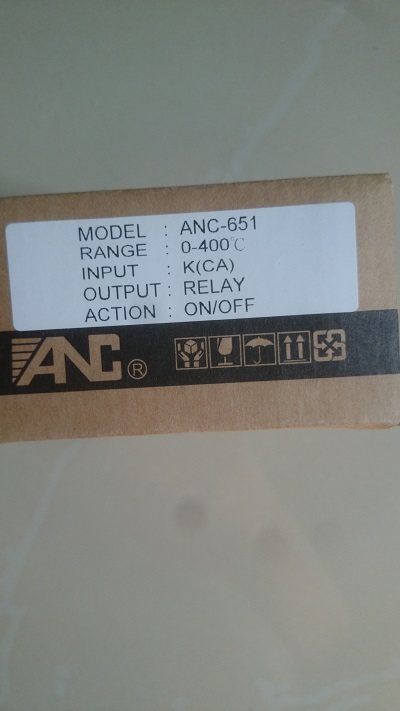 MODEL : ANC-651
RANGE : 0-400℃
INPUT : K(CA)
OUTPUT : RELAY
ACTION : ON/OFF
ANC®